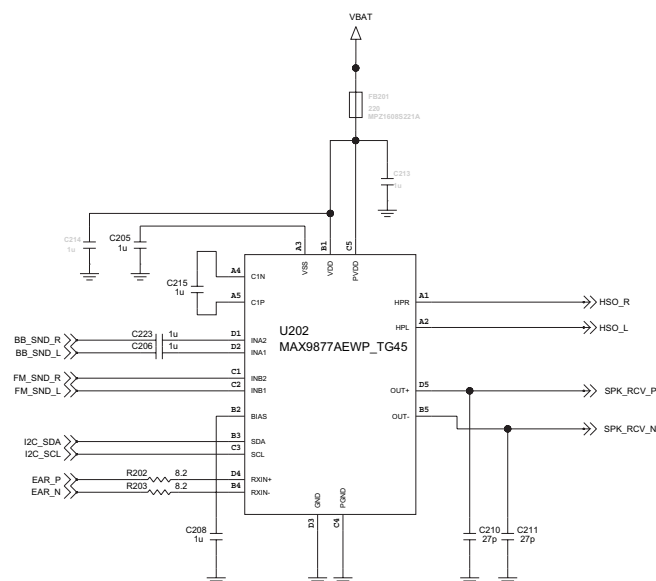 VBAT
FB201
220
MPZ1608S221A
C213
1u
C214
1u
C205
1u
A3
B1
C5
VSS
VDD
PVDD
C215
1u
A4
C1N
A5
C1P
U202
MAX9877AEWP_TG45
HPR
A1
HSO_R
HPL
A2
HSO_L
BB_SND_R
C223
1u
D1
INA2
BB_SND_L
C206
1u
D2
INA1
FM_SND_R
C1
INB2
FM_SND_L
C2
INB1
OUT+
D5
SPK_RCV_P
B2
BIAS
OUT-
B5
SPK_RCV_N
I2C_SDA
B3
SDA
I2C_SCL
C3
SCL
EAR_P
R202
8.2
D4
RXIN+
EAR_N
R203
8.2
B4
RXIN-
GND
PGND
D3
C4
C208
1u
C210
27p
C211
27p